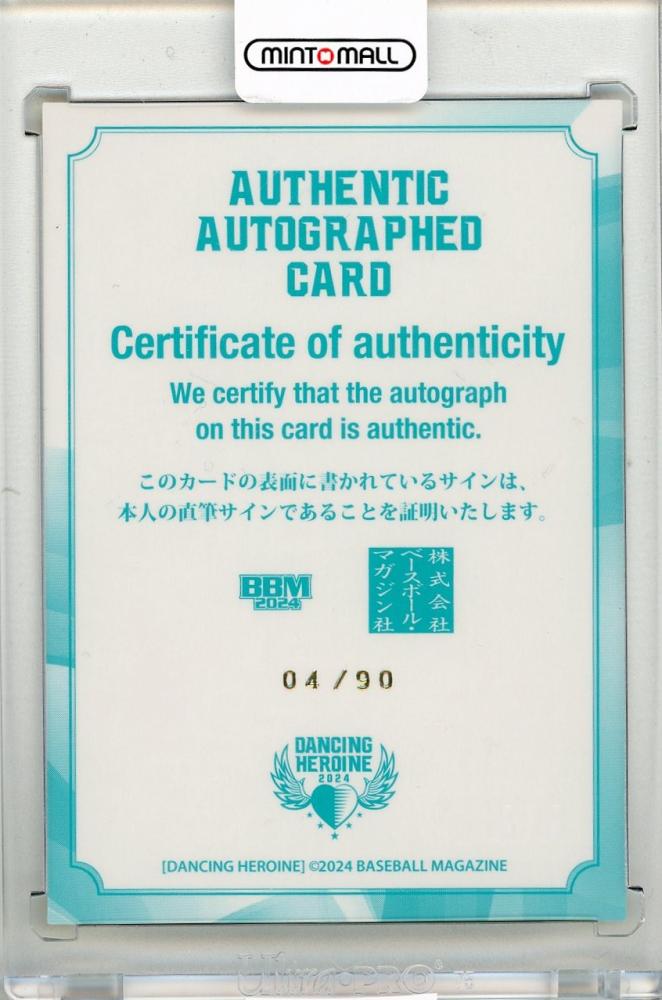 MINT MALL
AUTHENTIC
AUTOGRAPHED
CARD
Certificate of authenticity
We certify that the autograph
on this card is authentic.
このカードの表面に書かれているサインは、
本人の直筆サインであることを証明いたします。
BBM
2024
株式会社
ベースボール・
マガジン社
04/90
DANCING
HEROINE
2024
[DANCING HEROINE] ©2024 BASEBALL MAGAZINE
Ultra·PRO